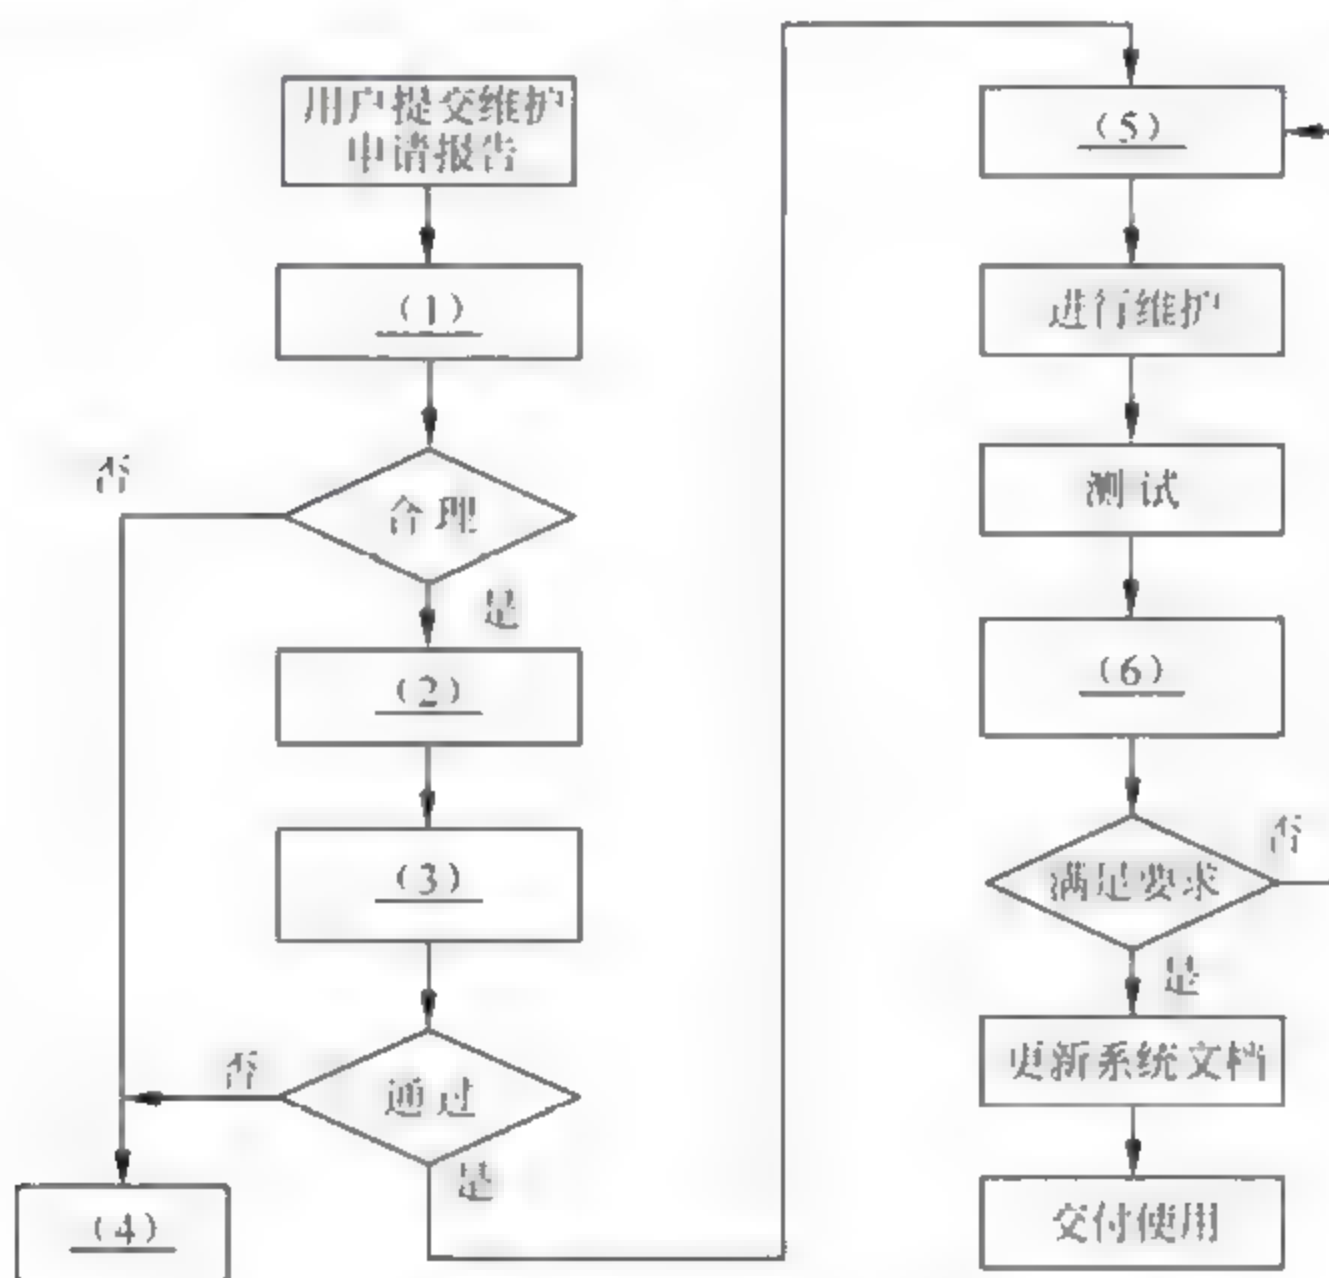 用户提交维护
申请报告
(1)
合理
否
是
(2)
(3)
通过
否
是
(4)
(5)
进行维护
测试
(6)
满足要求
否
是
更新系统文档
交付使用